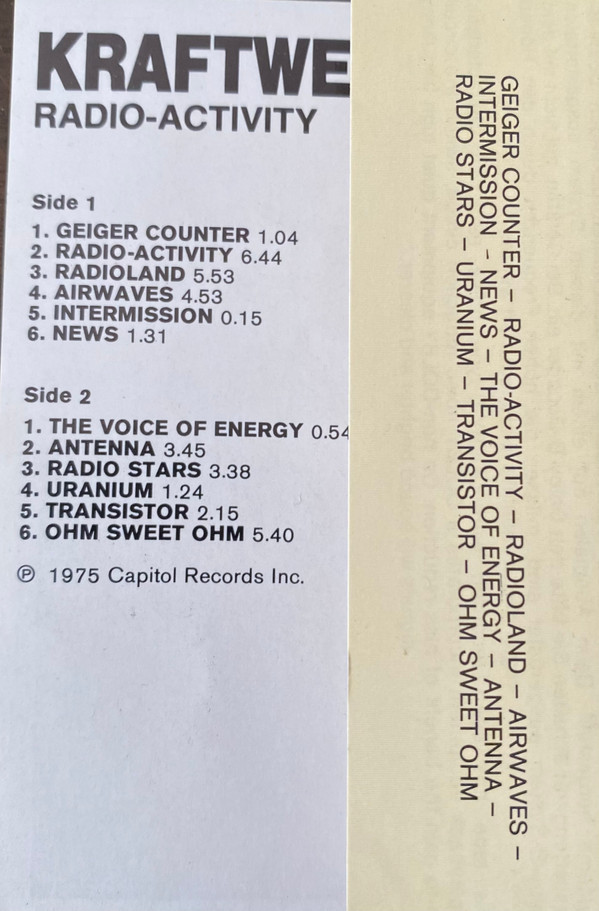 KRAFTWE
RADIO-ACTIVITY
Side 1
1. GEIGER COUNTER 1.04
2. RADIO-ACTIVITY 6.44
3. RADIOLAND 5.53
4. AIRWAVES 4.53
5. INTERMISSION 0.15
6. NEWS 1.31
Side 2
1. THE VOICE OF ENERGY 0.54
2. ANTENNA 3.45
3. RADIO STARS 3.38
4. URANIUM 1.24
5. TRANSISTOR 2.15
6. OHM SWEET OHM 5.40
℗ 1975 Capitol Records Inc.
GEIGER COUNTER – RADIO-ACTIVITY – RADIOLAND – AIRWAVES –
INTERMISSION - NEWS – THE VOICE OF ENERGY – ANTENNA –
RADIO STARS – URANIUM – TRANSISTOR – OHM SWEET OHM